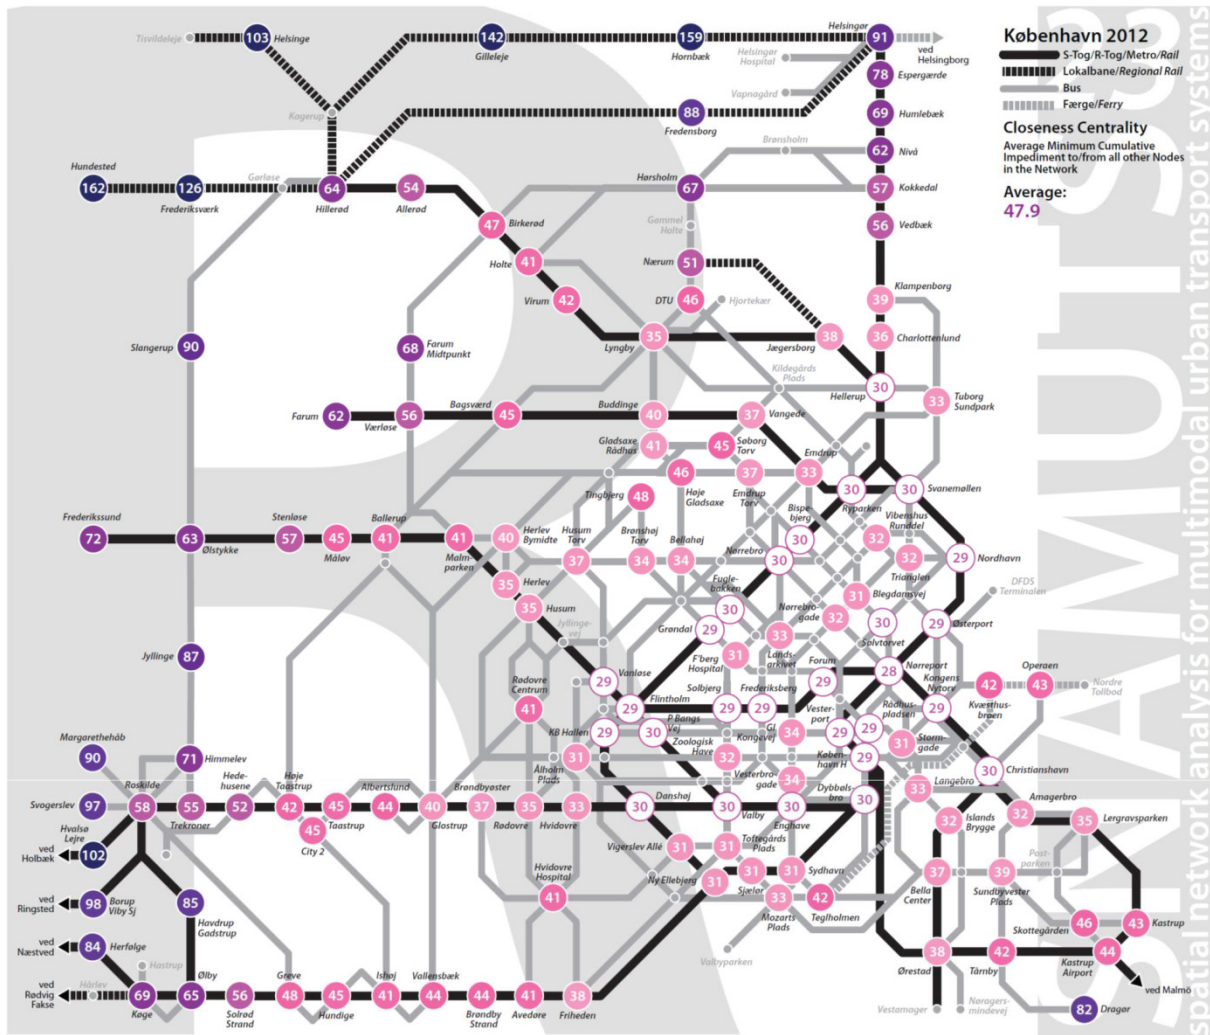 København 2012
S-Tog/R-Tog/Metro/Rail
Lokalbane/Regional Rail
Bus
Færge/Ferry
Closeness Centrality
Average Minimum Cumulative
Impediment to/from all other Nodes
in the Network
Average:
47.9
spatial network analysis for multimodal urban transport systems
SNAMUTS
Tisvildeleje
103
Helsinge
142
Gilleleje
159
Hornbæk
Helsingør
91
ved
Helsingborg
Helsingør
Hospital
78
Espergærde
Vapnagård
Kagerup
88
Fredensborg
69
Humlebæk
Brønsholm
62
Nivå
Hundested
162
126
Frederiksværk
Gørløse
64
Hillerød
54
Allerød
Hørsholm
67
57
Kokkedal
47
Birkerød
Gammel
Holte
56
Vedbæk
Holte
41
Nærum
51
Virum
42
DTU
46
Hjortekær
Klampenborg
39
36
Charlottenlund
35
Lyngby
38
Jægersborg
Slangerup
90
68
Farum
Midtpunkt
Kildegårds
Plads
30
Hellerup
33
Tuborg
Sundpark
Farum
62
56
Værløse
Bagsværd
45
Buddinge
40
37
Vangede
Gladsaxe
Rådhus
41
45
Søborg
Torv
Emdrup
33
46
Høje
Gladsaxe
37
Emdrup
Torv
Tingbjerg
48
30
Ryparken
30
Svanemøllen
Frederikssund
72
63
Ølstykke
Stenløse
57
45
Måløv
Ballerup
41
41
Malm-
parken
40
Herlev
Bymidte
Husum
Torv
37
Brønshøj
Torv
34
Bellahøj
34
Bispe-
bjerg
30
Nørrebro
30
Vibenshus
Runddel
32
32
Trianglen
29
Nordhavn
Herlev
35
35
Husum
Fugle-
bakken
30
31
Blegdamsvej
DFDS
Terminalen
Jyllinge-
vej
Grøndal
29
33
Lands-
arkivet
Nørrebro-
gade
32
30
Sølvtorvet
29
Østerport
Jyllinge
87
Vanløse
29
31
F'berg
Hospital
Forum
29
28
Nørreport
Operaen
43
42
Kvæsthus-
broen
Nordre
Tollbod
Rødovre
Centrum
41
Flintholm
29
Solbjerg
29
Frederiksberg
29
Kongens
Nytorv
29
KB Hallen
29
P Bangs
Vej
30
Gl
Kongevej
34
Vester-
port
29
Rådhus-
pladsen
29
31
Storm-
gade
Margarethehåb
90
71
Himmelev
Ålholm
Plads
31
Zoologisk
Have
32
Køben-
havn H
29
Vesterbro-
gade
34
30
Christianshavn
Langebro
33
Svogerslev
97
Roskilde
58
55
Trekroner
Hede-
husene
52
Høje
Taastrup
42
45
Taastrup
45
City 2
Albertslund
44
40
Glostrup
Brøndbyøster
37
35
Rødovre
33
Hvidovre
30
Danshøj
30
Valby
30
Enghave
Dybbøls-
bro
30
Amagerbro
32
32
Islands
Brygge
35
Lergravsparken
Hvalsø
Lejre
102
ved
Holbæk
Vigerslev Allé
31
31
Toftegårds
Plads
Ny Ellebjerg
31
31
Sjælør
31
Sydhavn
33
Mozarts
Plads
42
Teglholmen
37
Bella
Center
39
Sundbyvester
Plads
Post-
parken
Hvidovre
Hospital
41
ved
Ringsted
98
Borup
Viby Sj
85
Havdrup
Gadstrup
46
Skottegården
43
Kastrup
Valbyparken
ved
Næstved
84
Herfølge
38
Ørestad
42
Tårnby
44
Kastrup
Airport
ved Malmö
Hastrup
ved
Rødvig
Fakse
Hårlev
69
Køge
Ølby
65
56
Solrød
Strand
Greve
48
45
Hundige
Ishøj
41
Vallensbæk
44
44
Brøndby
Strand
41
Avedøre
38
Friheden
Vestamager
Nøragers-
mindevej
82
Dragør